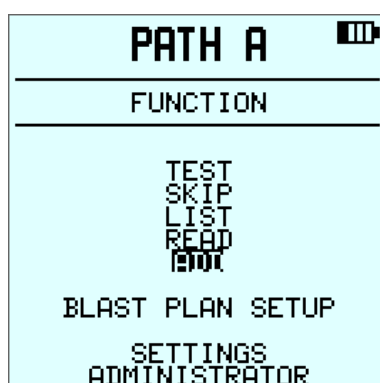 PATH A
FUNCTION
TEST
SKIP
LIST
READ
BLAST PLAN SETUP
SETTINGS
ADMINISTRATOR